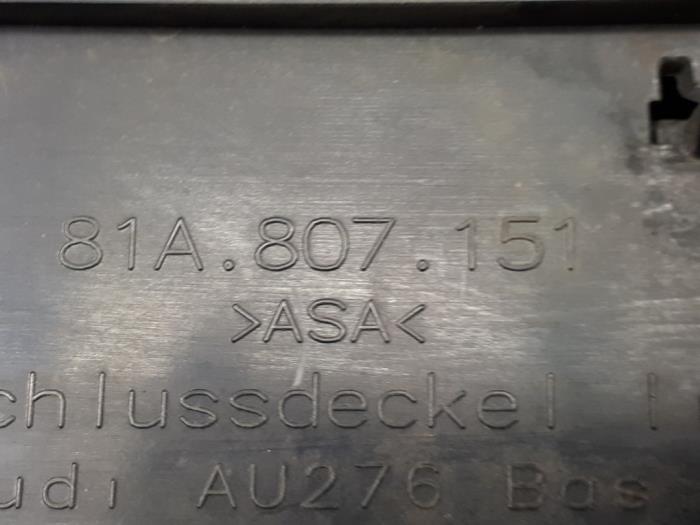 81A.807.151
>ASA<
chlussdeckel
udi AU276 Bas